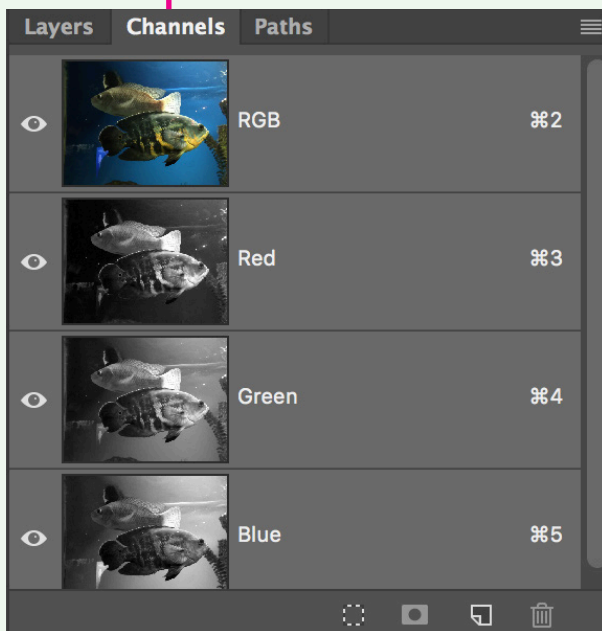 Layers Channels Paths
RGB ⌘2
Red ⌘3
Green ⌘4
Blue ⌘5